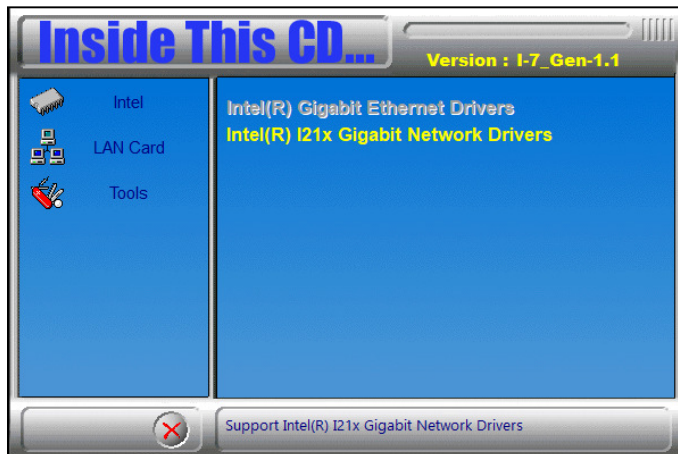 Inside This CD...
Version : I-7_Gen-1.1
Intel
LAN Card
Tools
Intel(R) Gigabit Ethernet Drivers
Intel(R) I21x Gigabit Network Drivers
Support Intel(R) I21x Gigabit Network Drivers